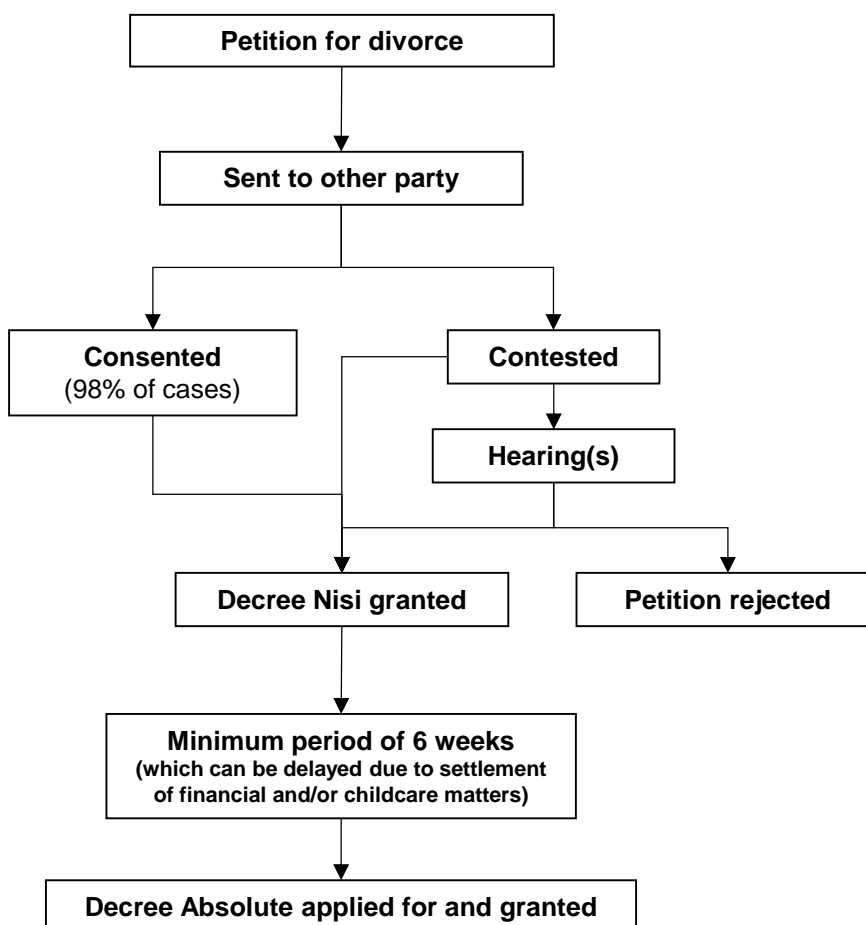 Petition for divorce
Sent to other party
Consented
(98% of cases)
Contested
Hearing(s)
Decree Nisi granted
Petition rejected
Minimum period of 6 weeks
(which can be delayed due to settlement
of financial and/or childcare matters)
Decree Absolute applied for and granted